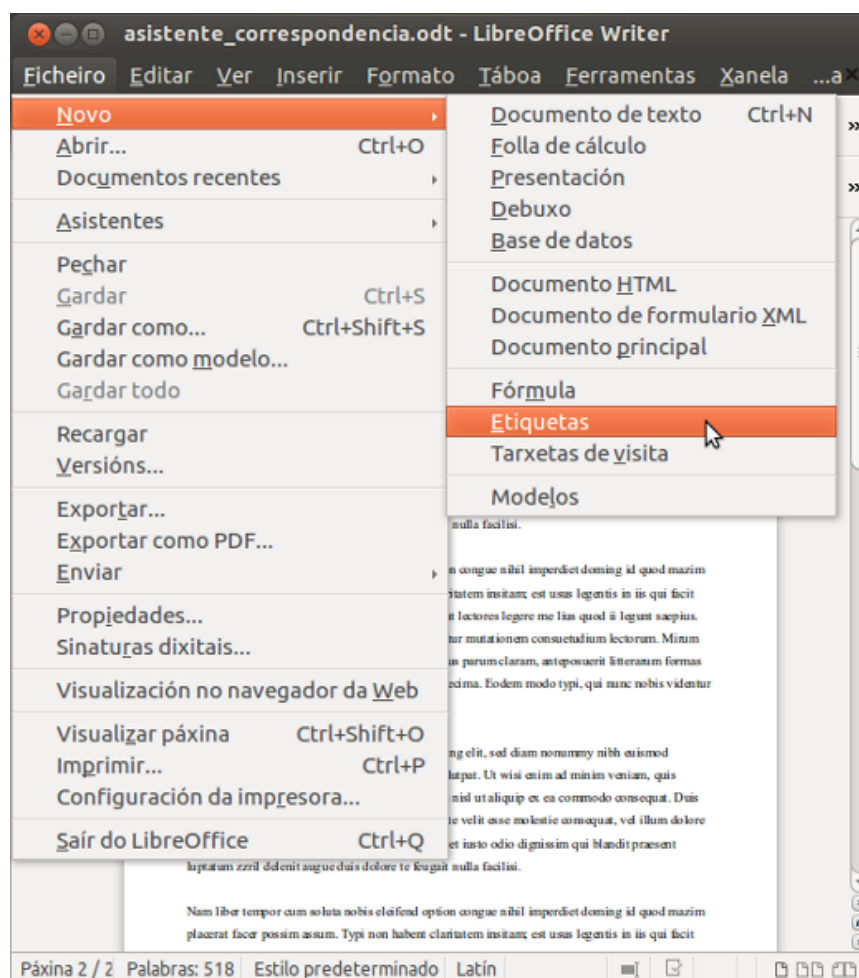 asistente_correspondencia.odt - LibreOffice Writer
Ficheiro Editar Ver Inserir Formato Táboa Ferramentas Xanela ...a
Novo
Abrir... Ctrl+O
Documentos recentes
Asistentes
Pechar
Gardar Ctrl+S
Gardar como... Ctrl+Shift+S
Gardar como modelo...
Gardar todo
Recargar
Versións...
Exportar...
Exportar como PDF...
Enviar
Propiedades...
Sinaturas dixitais...
Visualización no navegador da Web
Visualizar páxina Ctrl+Shift+O
Imprimir... Ctrl+P
Configuración da impresora...
Saír do LibreOffice Ctrl+Q
Documento de texto Ctrl+N
Folla de cálculo
Presentación
Debuxo
Base de datos
Documento HTML
Documento de formulario XML
Documento principal
Fórmula
Etiquetas
Tarxetas de visita
Modelos
nulla facilisi.
congue nihil imperdiet doming id quod mazim
insitam; est usus legentis in iis qui facit
lectores legere me lius quod ii legunt saepius.
mutationem consuetudium lectorum. Mirum
parum claram, anteposuerit litterarum formas
Eodem modo typi, qui nunc nobis videntur
elit, sed diam nonummy nibh euismod
Ut wisi enim ad minim veniam, quis
nisl ut aliquip ex ea commodo consequat. Duis
velit esse molestie consequat, vel illum dolore
et iusto odio dignissim qui blandit praesent
luptatum zzril delenit augue duis dolore te feugait nulla facilisi.
Nam liber tempor cum soluta nobis eleifend option congue nihil imperdiet doming id quod mazim
placerat facer possim assum. Typi non habent claritatem insitam; est usus legentis in iis qui facit
Páxina 2 / 2 Palabras: 518 Estilo predeterminado Latín